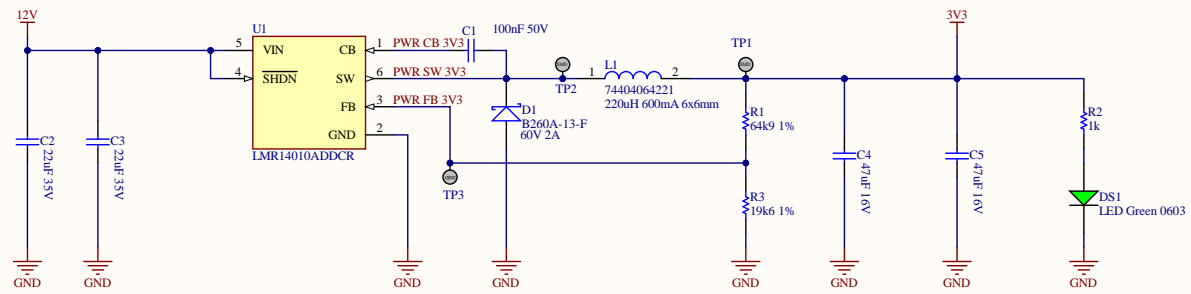 12V
U1
C1
100nF 50V
3V3
5
VIN
CB
1
PWR CB 3V3
TP1
4
SHDN
SW
6
PWR SW 3V3
SMD
SMD
L1
1
2
TP2
74404064221
220uH 600mA 6x6mm
FB
3
PWR FB 3V3
D1
B260A-13-F
60V 2A
R1
64k9 1%
R2
1k
GND
2
LMR14010ADDCR
C2
22uF 35V
C3
22uF 35V
C4
47uF 16V
C5
47uF 16V
TP3
R3
19k6 1%
DS1
LED Green 0603
GND
GND
GND
GND
GND
GND
GND
GND